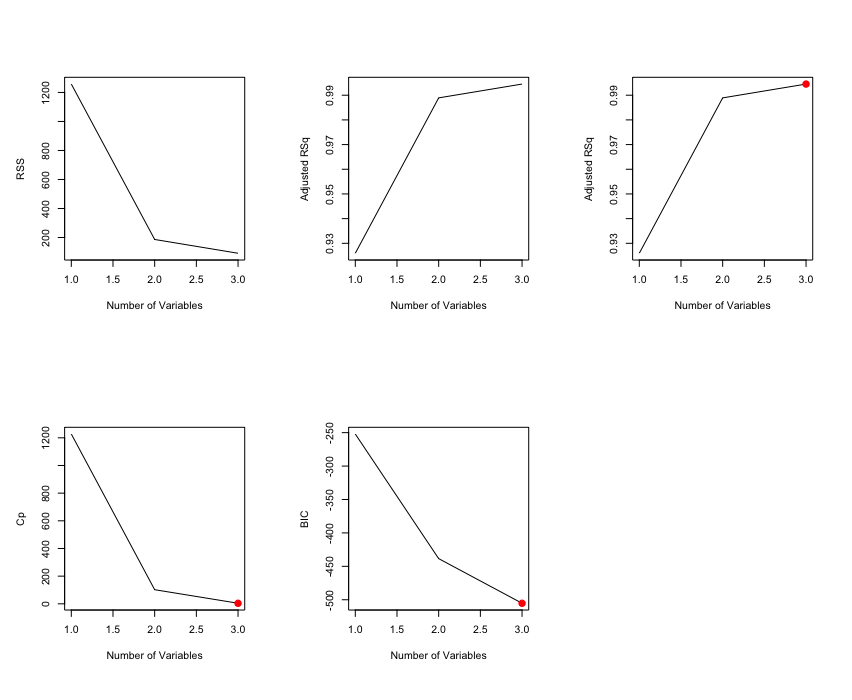 RSS
200 400 600 800 1200
1.0 1.5 2.0 2.5 3.0
Number of Variables
Adjusted RSq
0.93 0.95 0.97 0.99
1.0 1.5 2.0 2.5 3.0
Number of Variables
Adjusted RSq
0.93 0.95 0.97 0.99
1.0 1.5 2.0 2.5 3.0
Number of Variables
Cp
0 200 400 600 800 1200
1.0 1.5 2.0 2.5 3.0
Number of Variables
BIC
-500 -450 -400 -350 -300 -250
1.0 1.5 2.0 2.5 3.0
Number of Variables